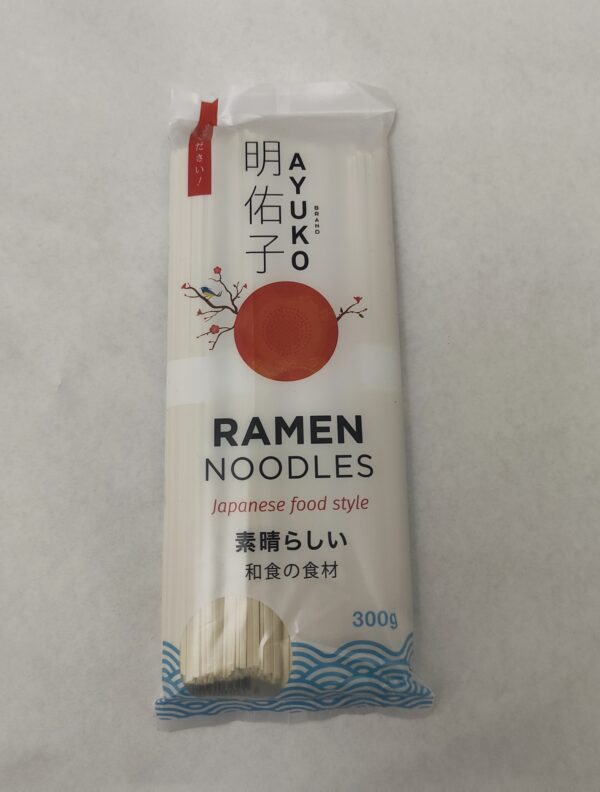 ださい!
明佑子
AYUKO
BRAND
RAMEN
NOODLES
Japanese food style
素晴らしい
和食の食材
300g